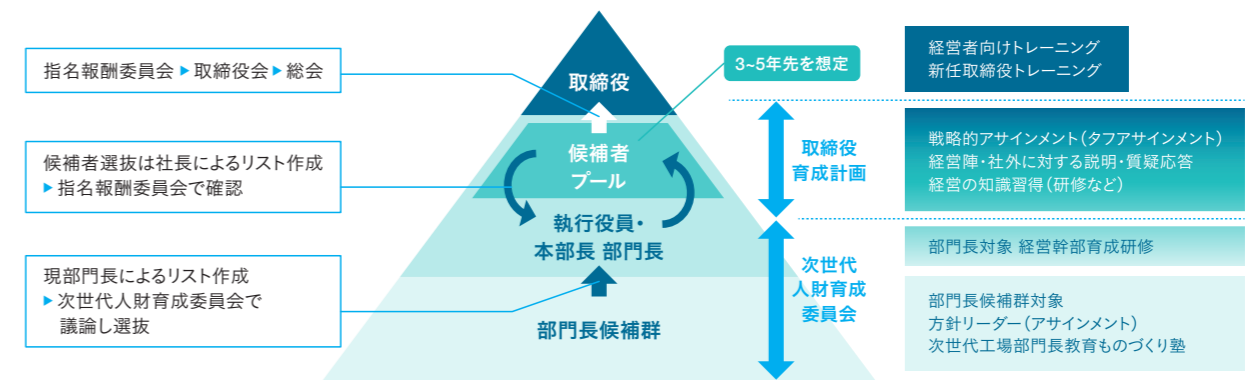 指名報酬委員会▶取締役会▶総会
候補者選抜は社長によるリスト作成
▶指名報酬委員会で確認
現部門長によるリスト作成
▶次世代人財育成委員会で
議論し選抜
取締役
候補者
プール
執行役員・
本部長 部門長
部門長候補群
3~5年先を想定
取締役
育成計画
次世代
人財育成
委員会
経営者向けトレーニング
新任取締役トレーニング
戦略的アサインメント(タフアサインメント)
経営陣・社外に対する説明・質疑応答
経営の知識習得(研修など)
部門長対象 経営幹部育成研修
部門長候補群対象
方針リーダー(アサインメント)
次世代工場部門長教育ものづくり塾